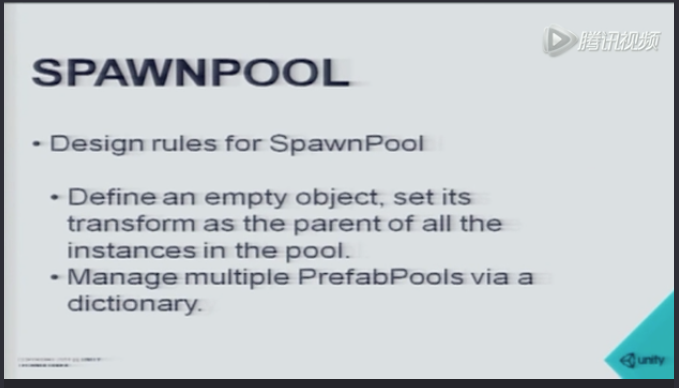 腾讯视频
SPAWNPOOL
• Design rules for SpawnPool
• Define an empty object, set its
transform as the parent of all the
instances in the pool.
• Manage multiple PrefabPools via a
dictionary.
unity